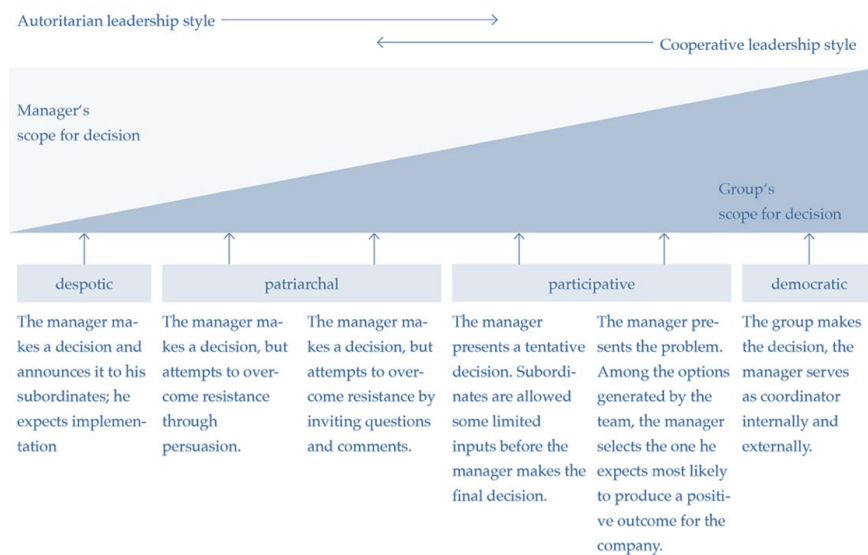 Autoritarian leadership style
Cooperative leadership style
Manager‘s
scope for decision
Group‘s
scope for decision
despotic
patriarchal
participative
democratic
The manager ma-
kes a decision and
announces it to his
subordinates; he
expects implemen-
tation
The manager ma-
kes a decision, but
attempts to over-
come resistance
through
persuasion.
The manager ma-
kes a decision, but
attempts to over-
come resistance by
inviting questions
and comments.
The manager
presents a tentative
decision. Subordi-
nates are allowed
some limited
inputs before the
manager makes the
final decision.
The manager pre-
sents the problem.
Among the options
generated by the
team, the manager
selects the one he
expects most likely
to produce a positi-
ve outcome for the
company.
The group makes
the decision, the
manager serves
as coordinator
internally and
externally.